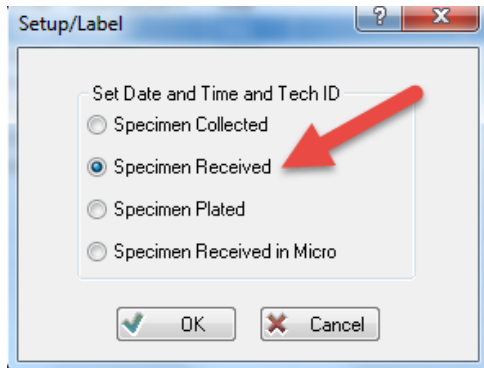 Setup/Label
?
X
Set Date and Time and Tech ID
Specimen Collected
Specimen Received
Specimen Plated
Specimen Received in Micro
OK
Cancel